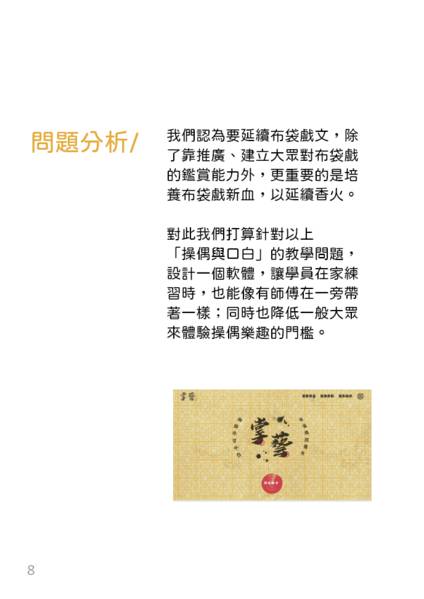 問題分析/
我們認為要延續布袋戲文，除
了靠推廣、建立大眾對布袋戲
的鑑賞能力外，更重要的是培
養布袋戲新血，以延續香火。
對此我們打算針對以上
「操偶與口白」的教學問題，
設計一個軟體，讓學員在家練
習時，也能像有師傅在一旁帶
著一樣；同時也降低一般大眾
來體驗操偶樂趣的門檻。
掌藝
掌藝
8